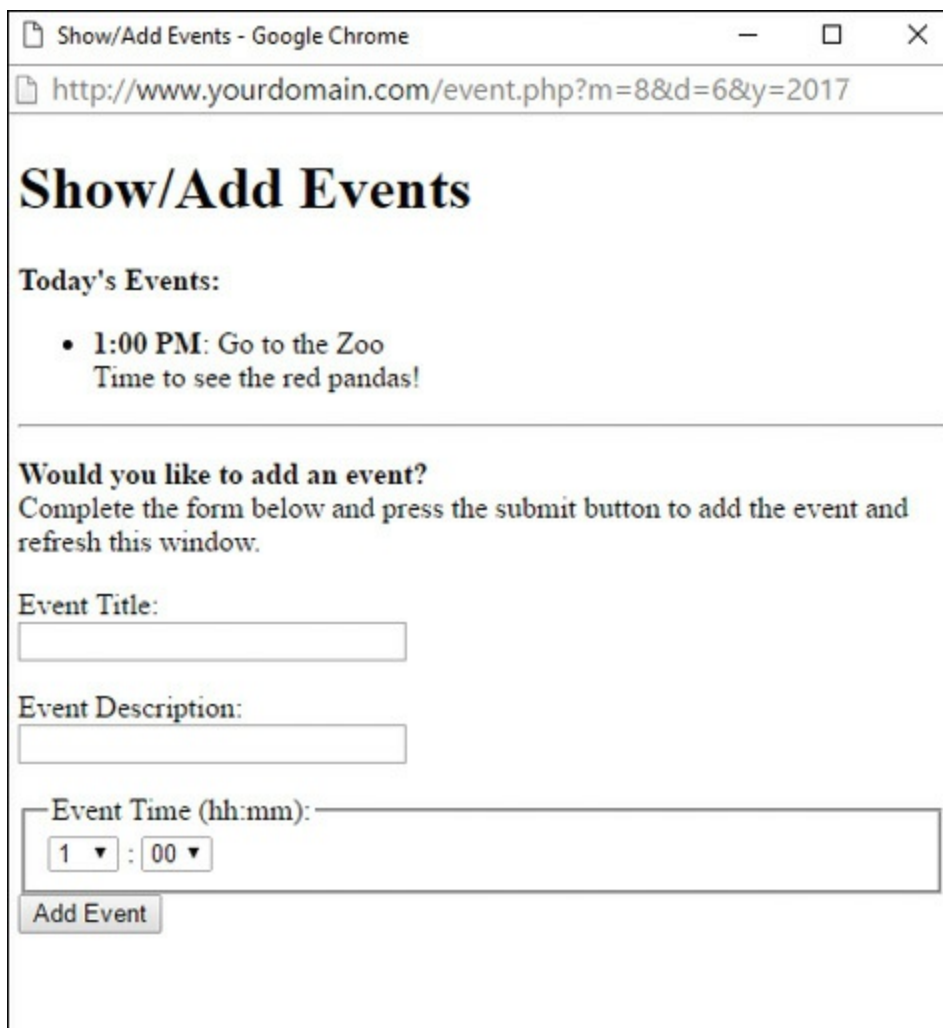 Show/Add Events - Google Chrome
http://www.yourdomain.com/event.php?m=8&d=6&y=2017
Show/Add Events
Today's Events:
• 1:00 PM: Go to the Zoo
Time to see the red pandas!
Would you like to add an event?
Complete the form below and press the submit button to add the event and
refresh this window.
Event Title:
Event Description:
Event Time (hh:mm):
1 : 00
Add Event